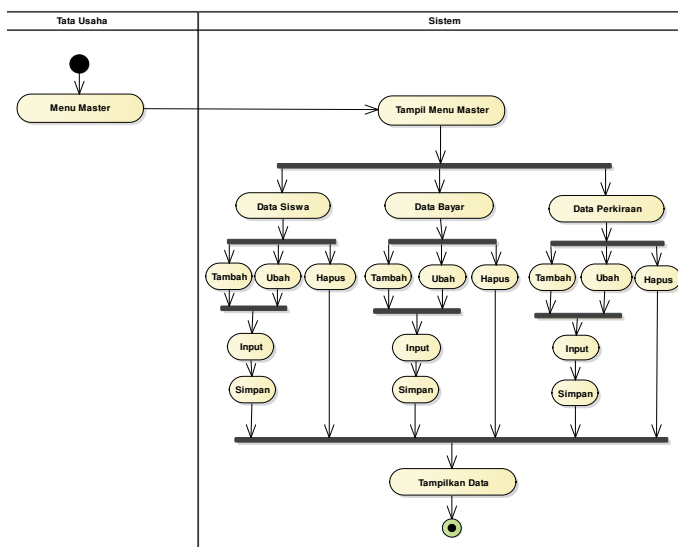 Tata Usaha
Sistem
Menu Master
Tampil Menu Master
Data Siswa
Data Bayar
Data Perkiraan
Tambah
Ubah
Hapus
Tambah
Ubah
Hapus
Tambah
Ubah
Hapus
Input
Input
Input
Simpan
Simpan
Simpan
Tampilkan Data